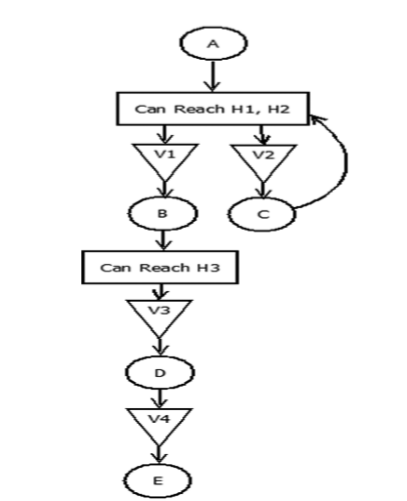 A
Can Reach H1, H2
V1
V2
B
C
Can Reach H3
V3
D
V4
E